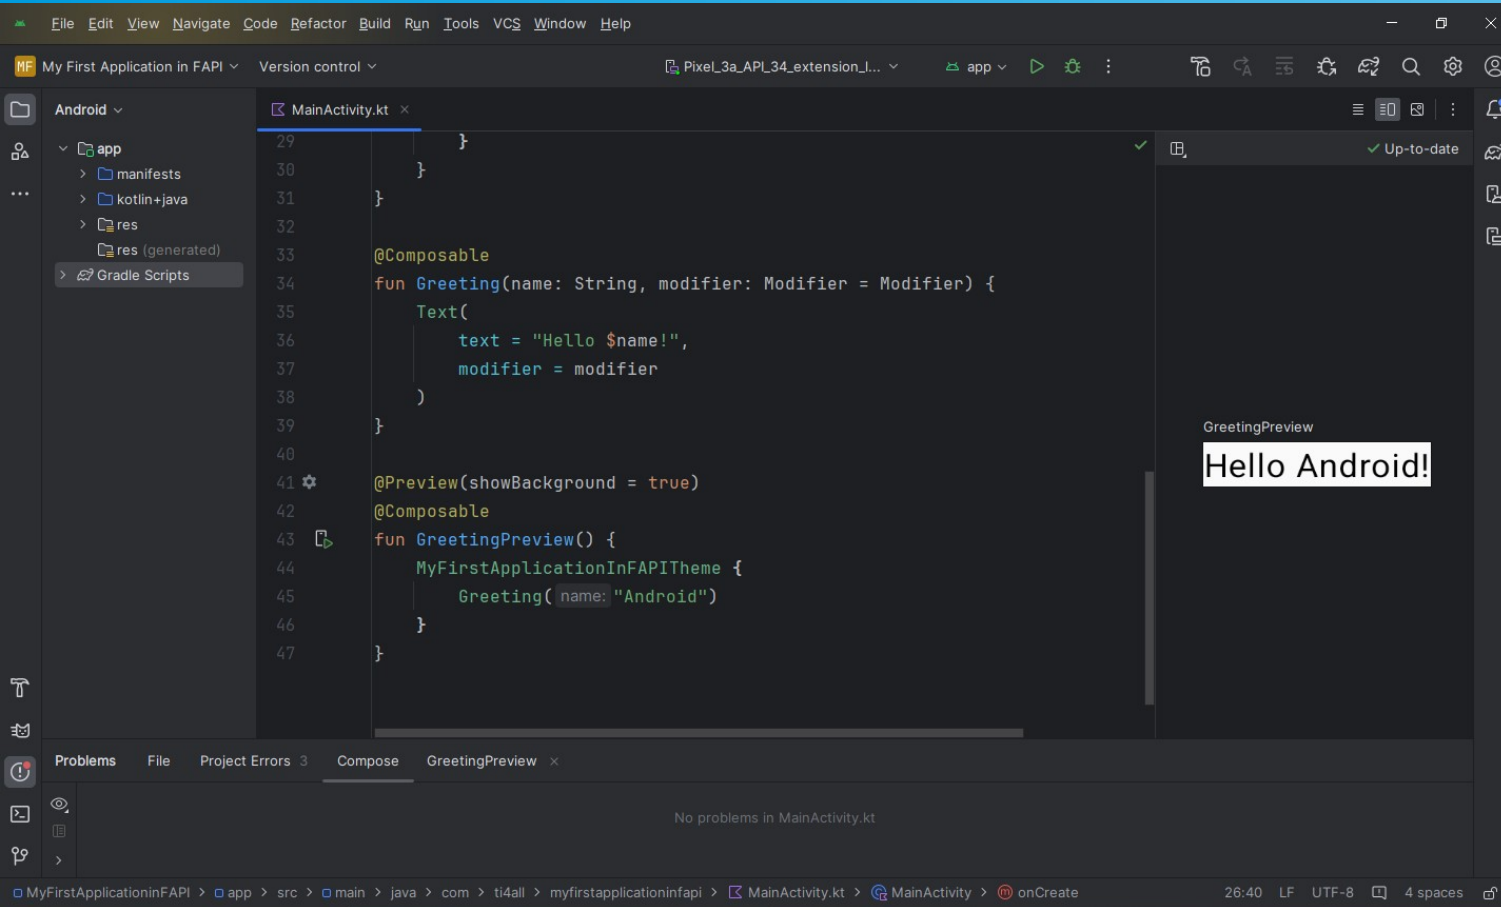 File Edit View Navigate Code Refactor Build Run Tools VCS Window Help
MF My First Application in FAPI Version control Pixel_3a_API_34_extension_l... app
Android
MainActivity.kt
app
manifests
kotlin+java
res
res (generated)
Gradle Scripts
29 }
30 }
31 }
32
33 @Composable
34 fun Greeting(name: String, modifier: Modifier = Modifier) {
35 Text(
36 text = "Hello $name!",
37 modifier = modifier
38 )
39 }
40
41 @Preview(showBackground = true)
42 @Composable
43 fun GreetingPreview() {
44 MyFirstApplicationInFAPITheme {
45 Greeting( name: "Android")
46 }
47 }
Up-to-date
GreetingPreview
Hello Android!
Problems File Project Errors 3 Compose GreetingPreview
No problems in MainActivity.kt
MyFirstApplicationinFAPI > app > src > main > java > com > ti4all > myfirstapplicationinfapi > MainActivity.kt > MainActivity > onCreate 26:40 LF UTF-8 4 spaces